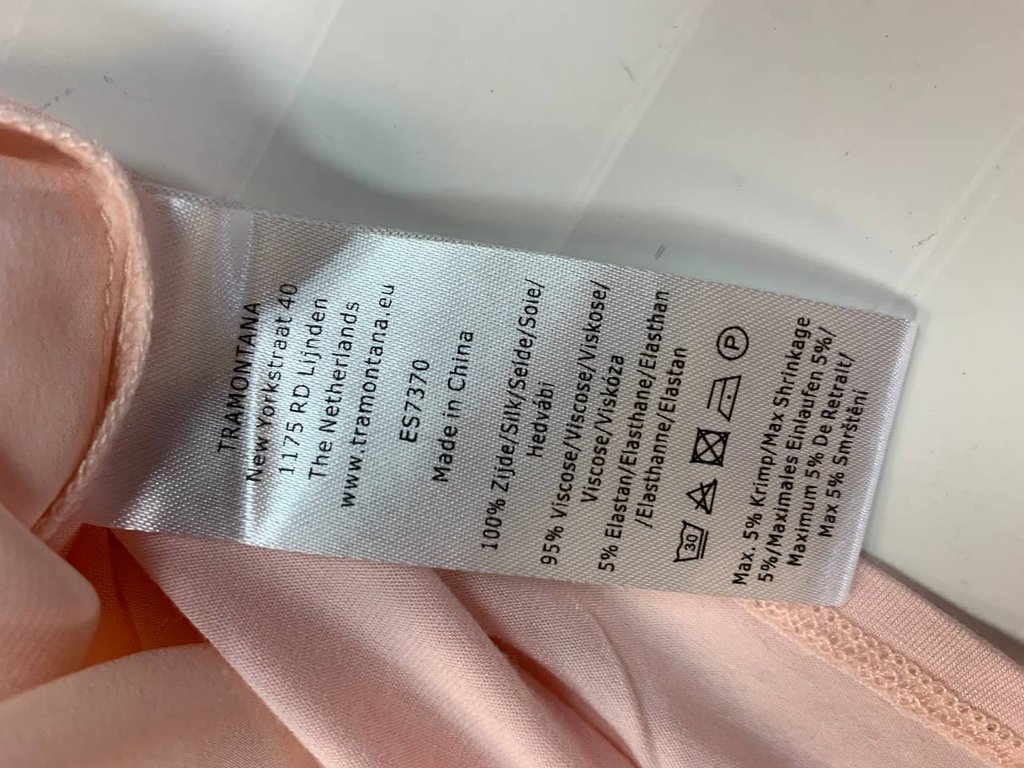 TRAMONTANA
NewYorkstraat 40
1175 RD Lijnden
The Netherlands
www.tramontana.eu
ES7370
Made in China
100% Zijde/Silk/Seide/Soie/
Hedvábí
95% Viscose/Viscose/Viskose/
Viscose/Viskóza
5% Elastan/Elasthane/Elasthan
/Elasthanne/Elastan
30
P
Max. 5% Krimp/Max Shrinkage
5%/Maximales Einlaufen 5%/
Maximum 5% De Retrait/
Max 5% Smrštění